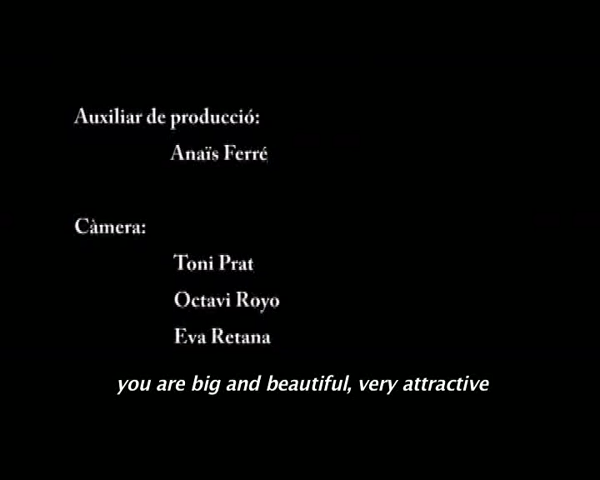 Auxiliar de producció:
Anaïs Ferré
Càmera:
Toni Prat
Octavi Royo
Eva Retana
you are big and beautiful, very attractive